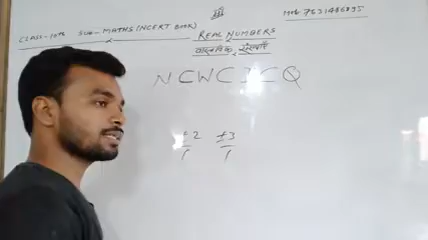 माँ
CLASS-10th SUB-MATHS (NCERT BOOK)
REAL NUMBERS
वास्तविक संख्याएँ
N C W C I C Q
±2 ±3
1 1